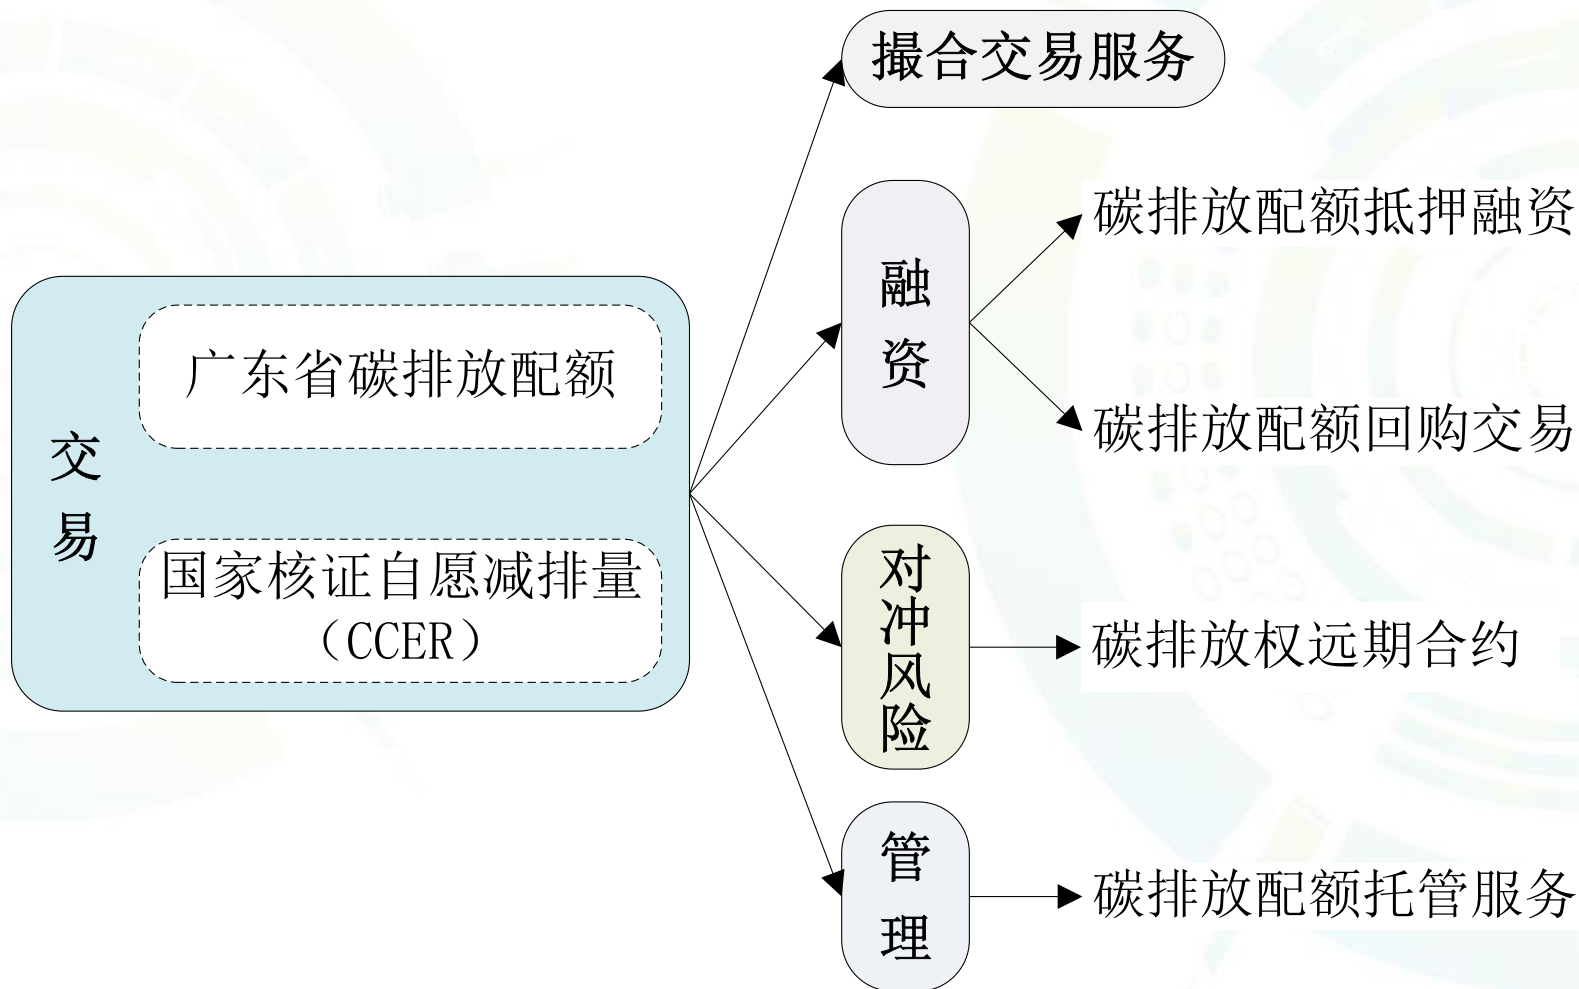 撮合交易服务
融资
碳排放配额抵押融资
碳排放配额回购交易
交易
广东省碳排放配额
国家核证自愿减排量
（CCER）
对冲风险
碳排放权远期合约
管理
碳排放配额托管服务